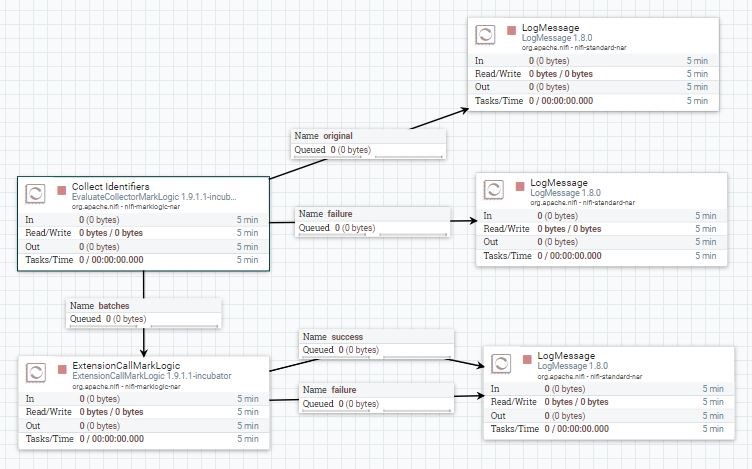 LogMessage
LogMessage 1.8.0
org.apache.nifi - nifi-standard-nar
In 0 (0 bytes) 5 min
Read/Write 0 bytes / 0 bytes 5 min
Out 0 (0 bytes) 5 min
Tasks/Time 0 / 00:00:00.000 5 min
Name original
Queued 0 (0 bytes)
Collect Identifiers
EvaluateCollectorMarkLogic 1.9.1.1-incub...
org.apache.nifi - nifi-marklogic-nar
In 0 (0 bytes) 5 min
Read/Write 0 bytes / 0 bytes 5 min
Out 0 (0 bytes) 5 min
Tasks/Time 0 / 00:00:00.000 5 min
Name failure
Queued 0 (0 bytes)
LogMessage
LogMessage 1.8.0
org.apache.nifi - nifi-standard-nar
In 0 (0 bytes) 5 min
Read/Write 0 bytes / 0 bytes 5 min
Out 0 (0 bytes) 5 min
Tasks/Time 0 / 00:00:00.000 5 min
Name batches
Queued 0 (0 bytes)
ExtensionCallMarkLogic
ExtensionCallMarkLogic 1.9.1.1-incubator
org.apache.nifi - nifi-marklogic-nar
In 0 (0 bytes) 5 min
Read/Write 0 bytes / 0 bytes 5 min
Out 0 (0 bytes) 5 min
Tasks/Time 0 / 00:00:00.000 5 min
Name success
Queued 0 (0 bytes)
Name failure
Queued 0 (0 bytes)
LogMessage
LogMessage 1.8.0
org.apache.nifi - nifi-standard-nar
In 0 (0 bytes) 5 min
Read/Write 0 bytes / 0 bytes 5 min
Out 0 (0 bytes) 5 min
Tasks/Time 0 / 00:00:00.000 5 min